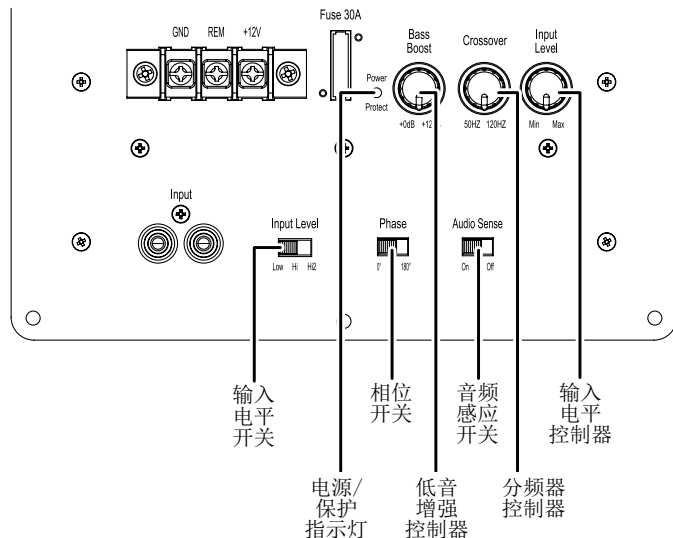 Fuse 30A
GND REM +12V
Bass
Boost
Crossover
Input
Level
Power
Protect
+0dB
50HZ 120HZ
Min Max
Input
Input Level
Low Hi Hi2
Phase
0° 180°
Audio Sense
On Off
输入
电平
开关
相位
开关
音频
感应
开关
输入
电平
控制器
电源/
保护
指示灯
低音
增强
控制器
分频器
控制器